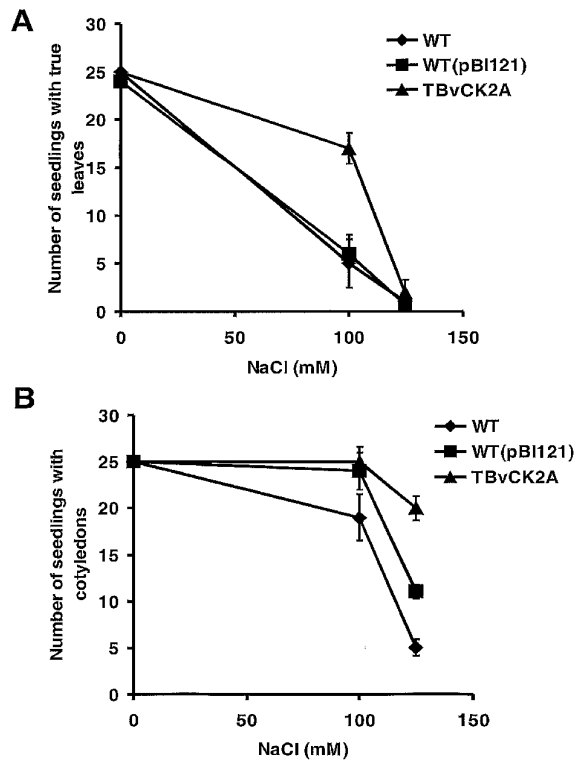 A
30
25
20
15
10
5
0
Number of seedlings with true
leaves
0 50 100 150
NaCl (mM)
WT
WT(pBI121)
TBvCK2A
B
30
25
20
15
10
5
0
Number of seedlings with
cotyledons
0 50 100 150
NaCl (mM)
WT
WT(pBI121)
TBvCK2A